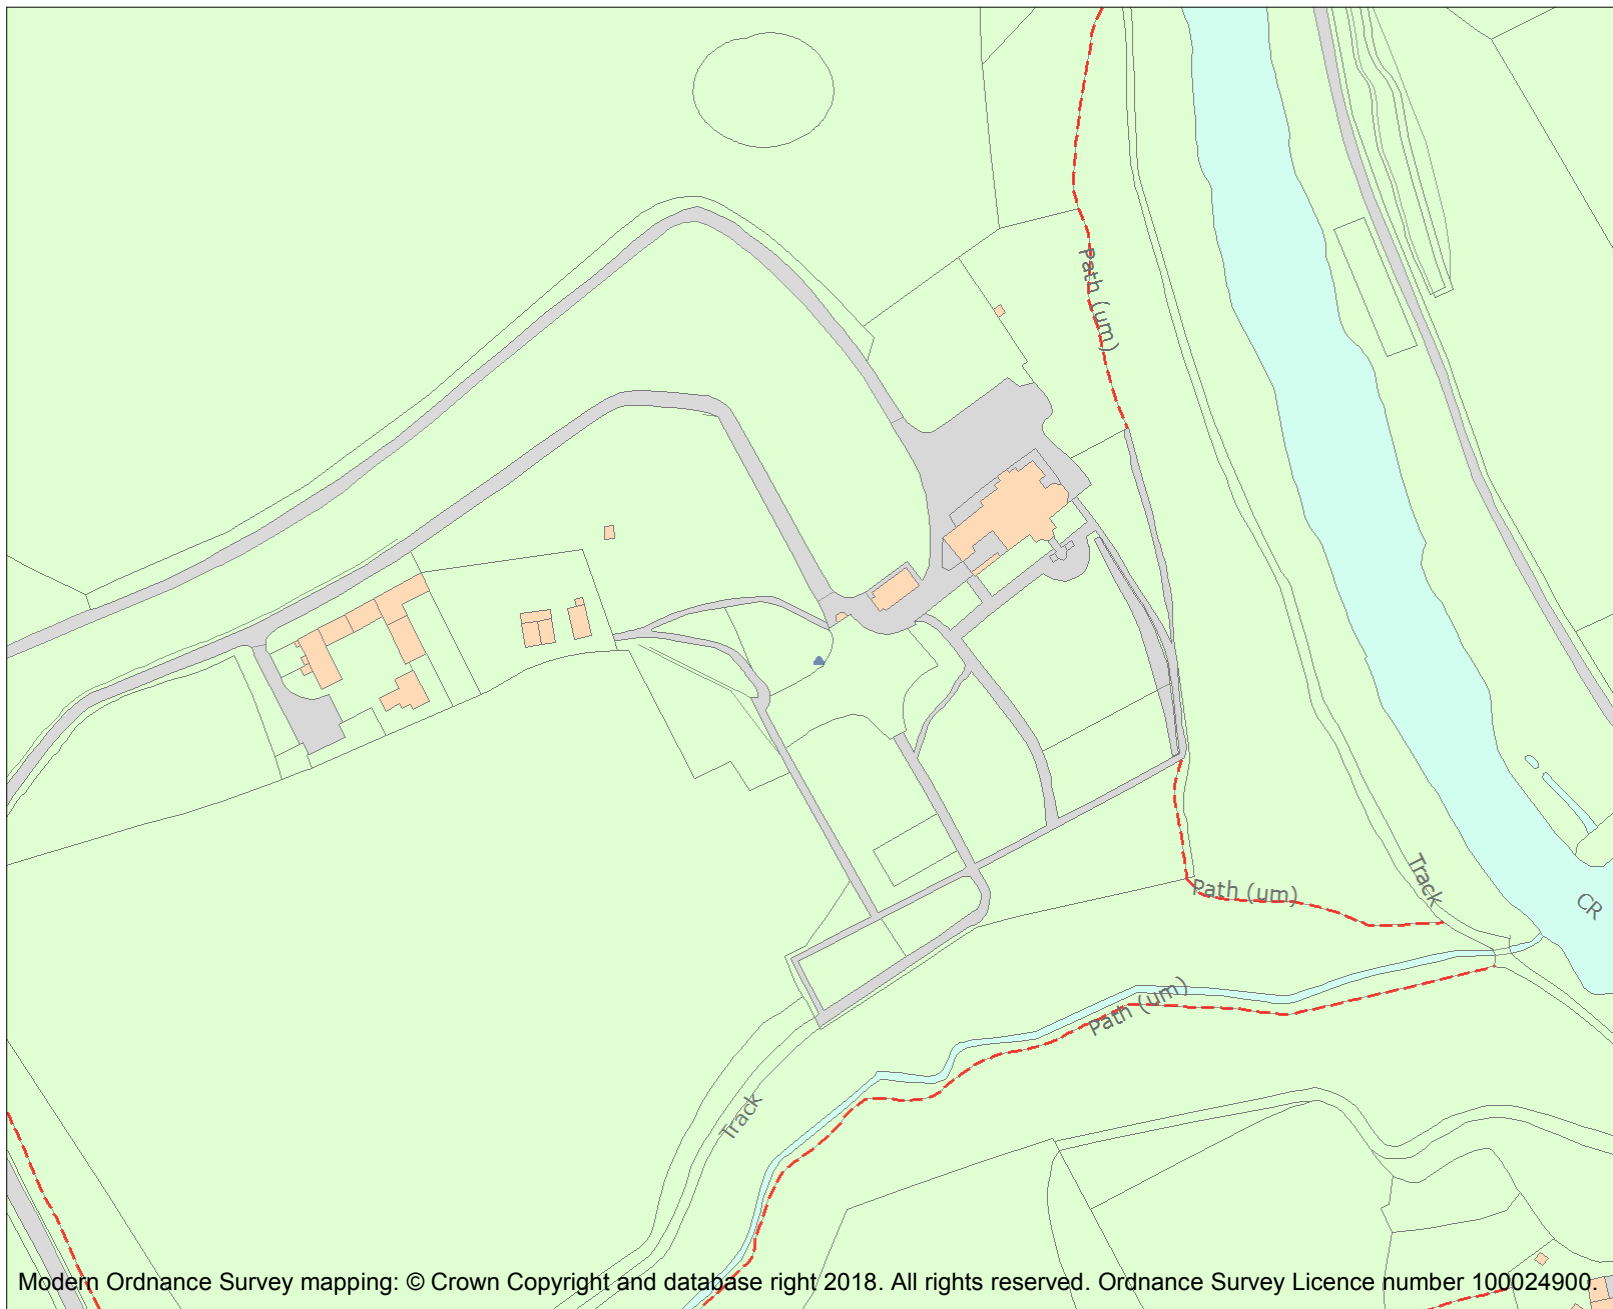 Path (um)
Path (um)
Track
CR
Path (um)
Track
Modern Ordnance Survey mapping: © Crown Copyright and database right 2018. All rights reserved. Ordnance Survey Licence number 100024900.